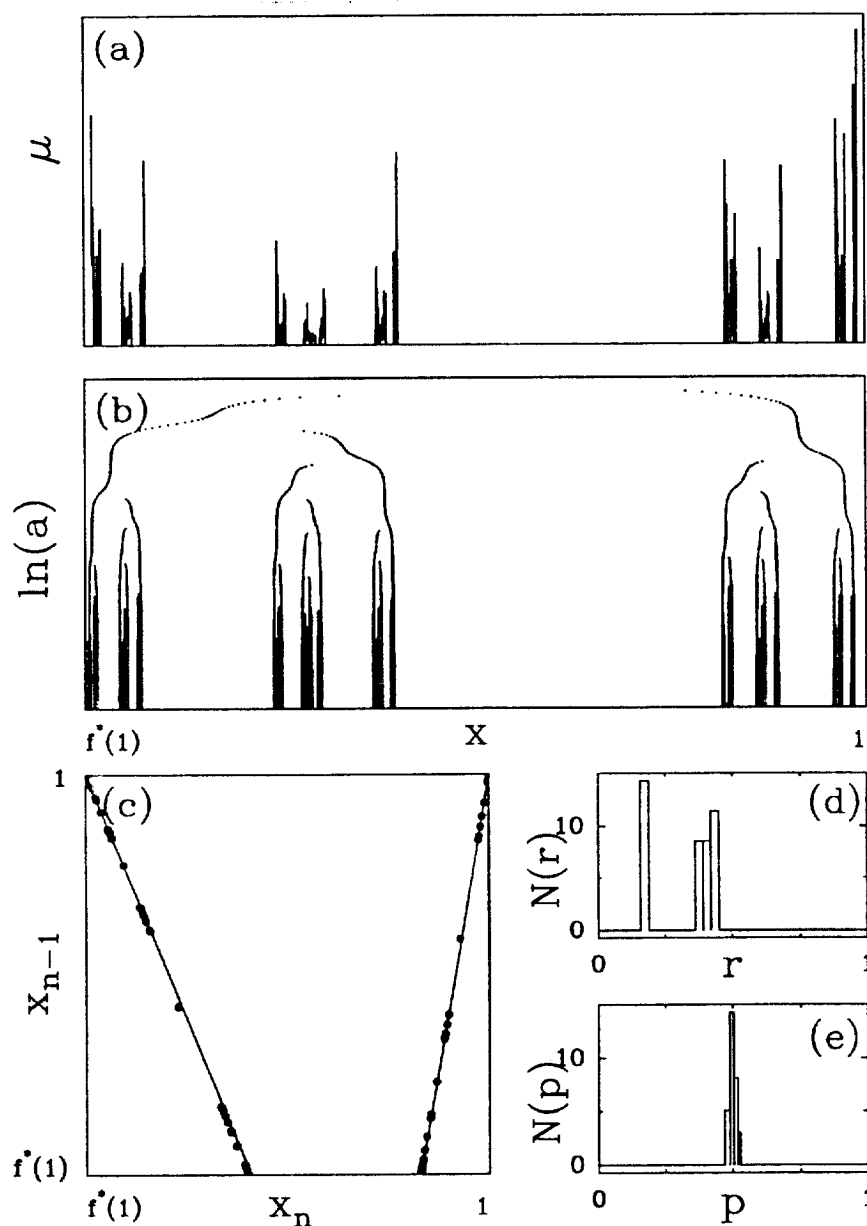 (a)
μ
(b)
ln(a)
f*(1) X 1
1
(c)
X_{n-1}
f*(1)
f*(1) X_n 1
(d)
10
N(r)
0
0 r 1
(e)
10
N(p)
0
0 p 1